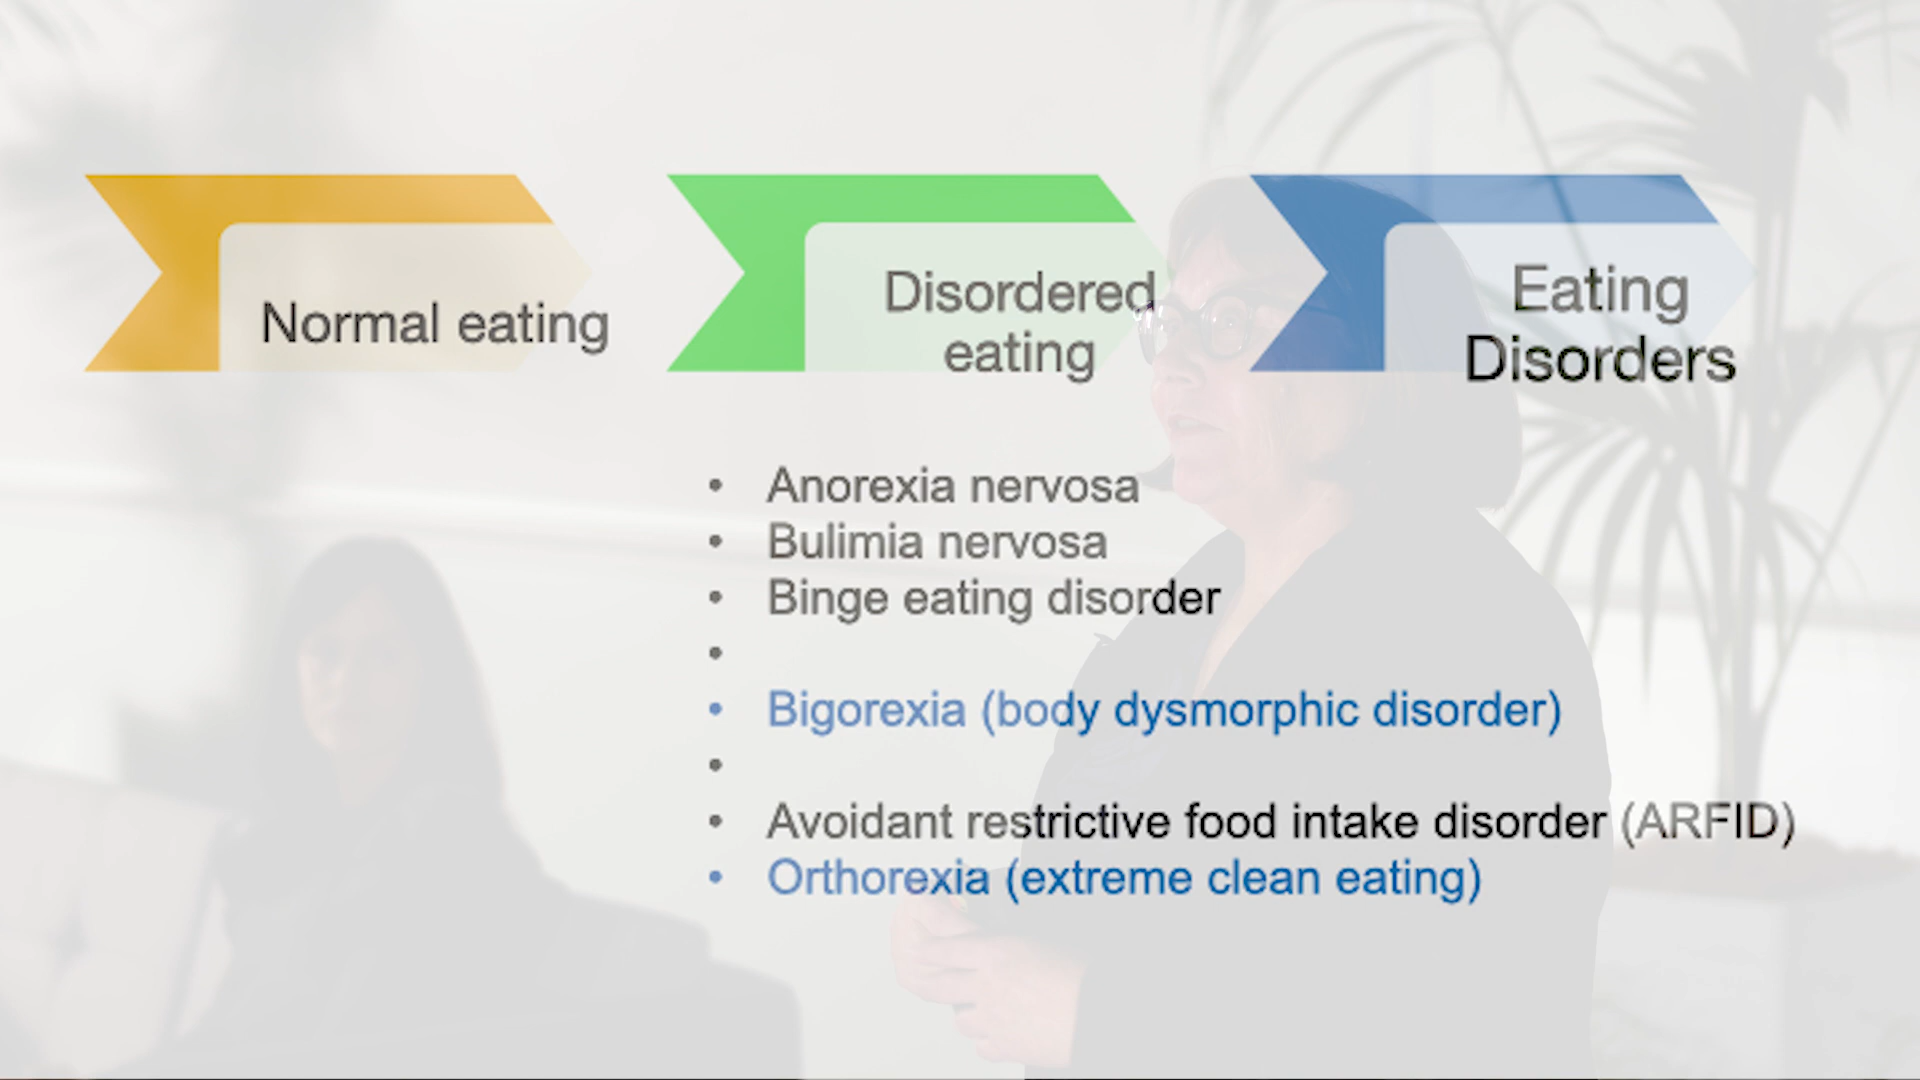 Normal eating
Disordered
eating
Eating
Disorders
• Anorexia nervosa
• Bulimia nervosa
• Binge eating disorder
•
• Bigorexia (body dysmorphic disorder)
•
• Avoidant restrictive food intake disorder (ARFID)
• Orthorexia (extreme clean eating)